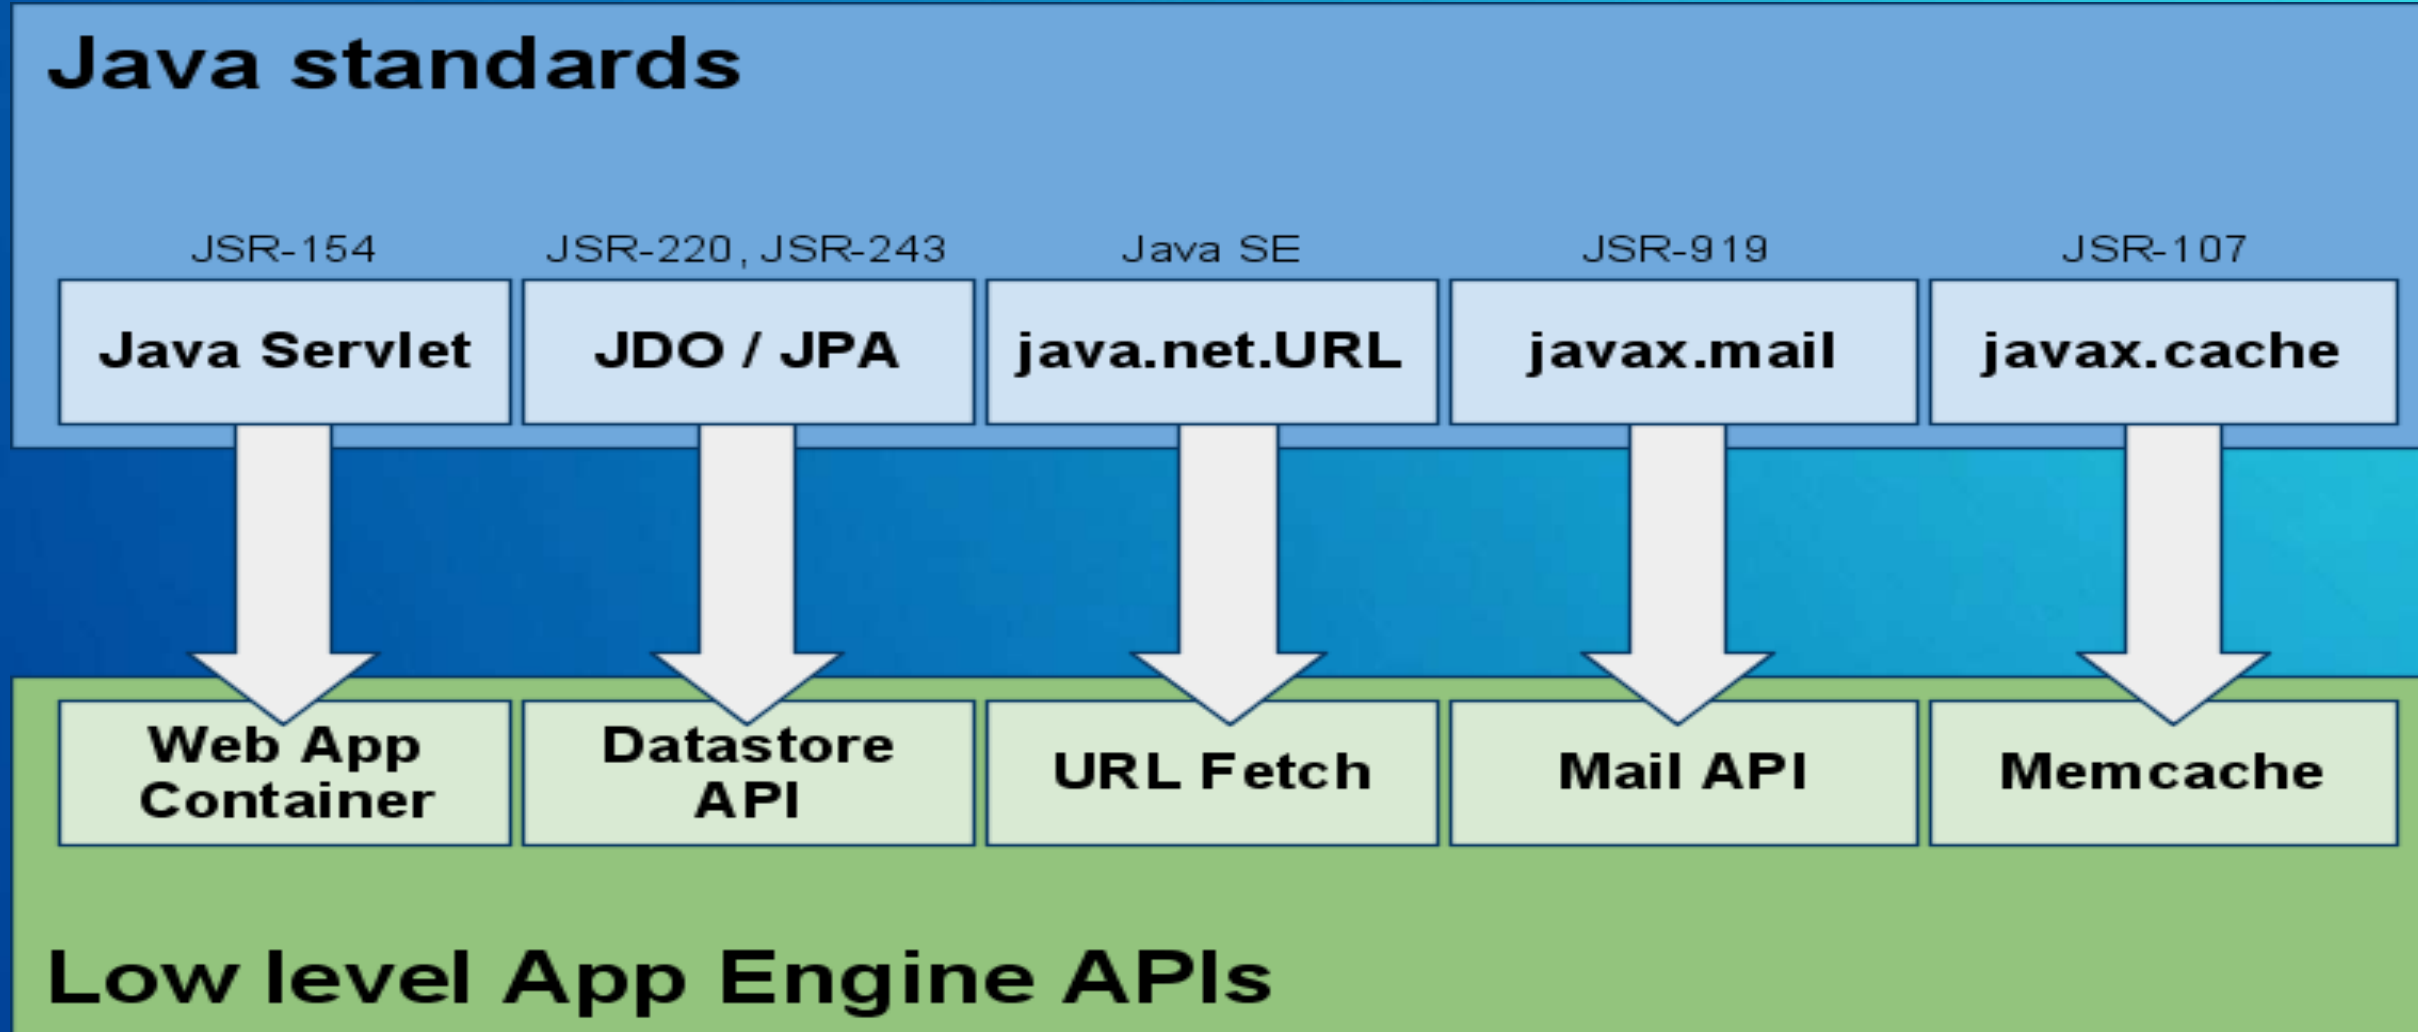 Java standards
JSR-154 JSR-220, JSR-243 Java SE JSR-919 JSR-107
Java Servlet JDO / JPA java.net.URL javax.mail javax.cache
Web App
Container
Datastore
API
URL Fetch
Mail API
Memcache
Low level App Engine APIs